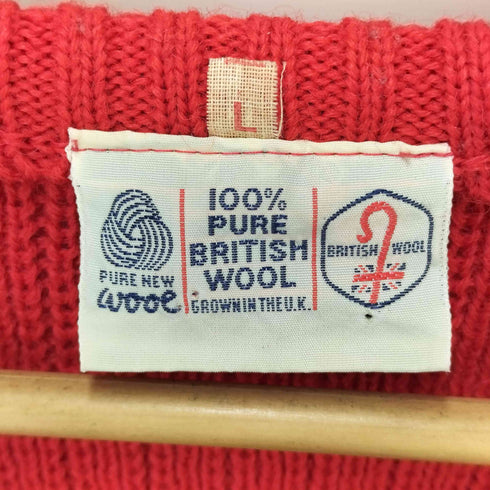 L
PURE NEW
wool
100%
PURE
BRITISH
WOOL
GROWN IN THE U.K.
BRITISH WOOL